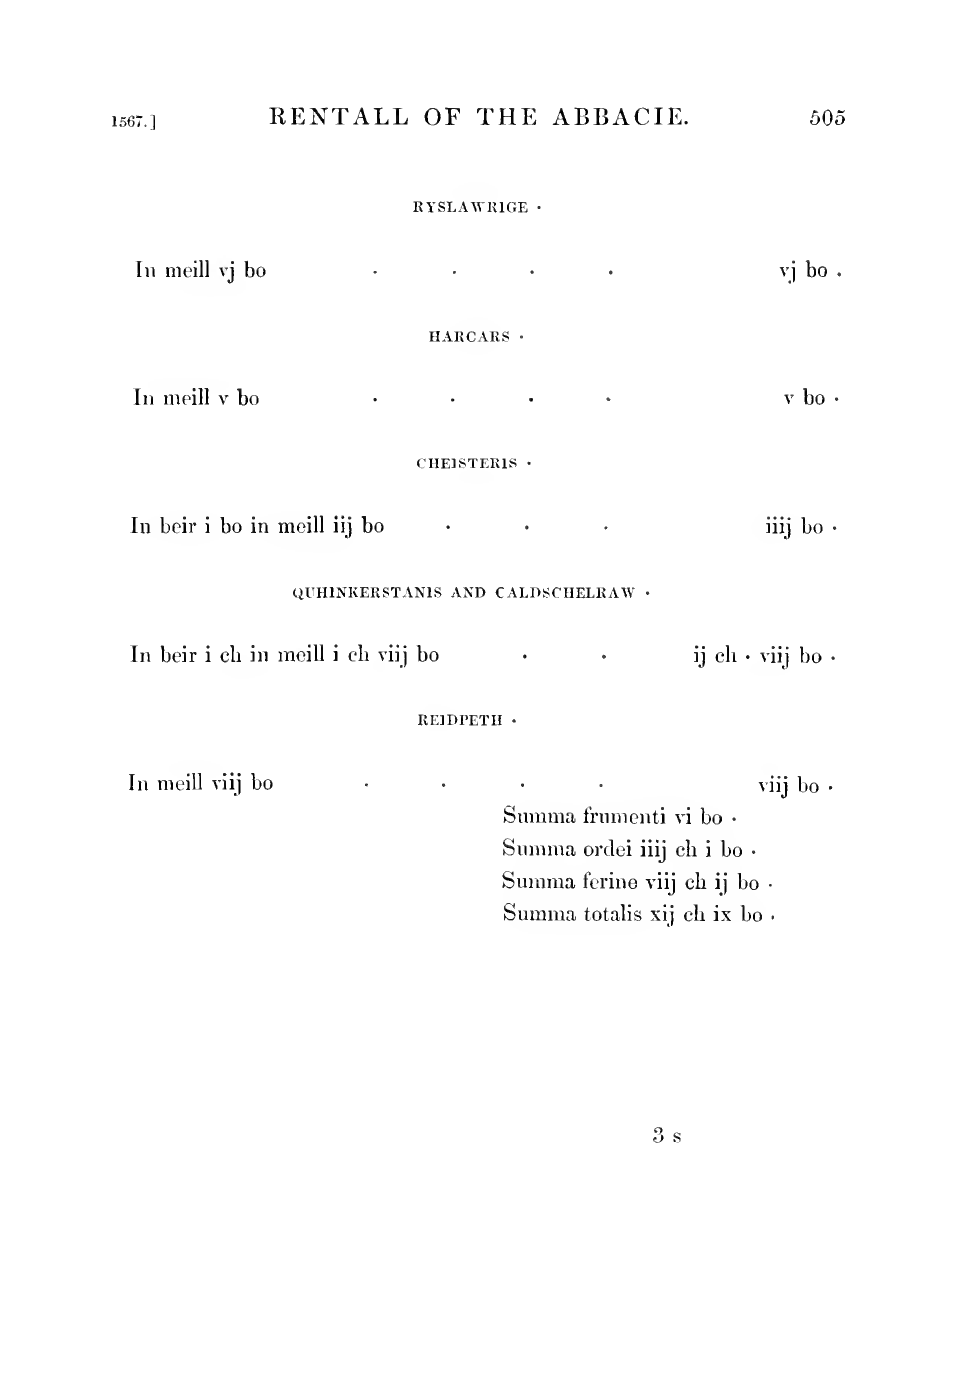 1567.] RENTALL OF THE ABBACIE. 505
RYSLAWRIGE ·
In meill vj bo · · · · vj bo .
HARCARS ·
In meill v bo · · · · v bo ·
CHEISTERIS ·
In beir i bo in meill iij bo · · · iiij bo ·
QUHINKERSTANIS AND CALDSCHELRAW ·
In beir i ch in meill i ch viij bo · · ij ch · viij bo ·
REIDPETH ·
In meill viij bo · · · · viij bo ·
Summa frumenti vi bo ·
Summa ordei iiij ch i bo ·
Summa ferine viij ch ij bo ·
Summa totalis xij ch ix bo ·
3 s